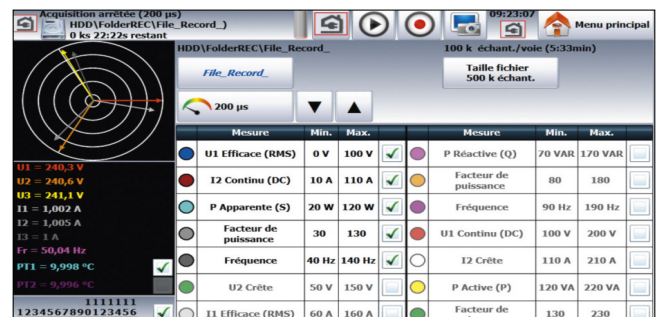 Acquisition arrêtée (200 µs)
HDD\FolderREC\File_Record_)
0 ks 22:22s restant
09:23:07
Menu principal
HDD\FolderREC\File_Record_
100 k échant./voie (5:33min)
File_Record_
Taille fichier
500 k échant.
200 µs
Mesure Min. Max. Mesure Min. Max.
U1 Efficace (RMS) 0 V 100 V P Réactive (Q) 70 VAR 170 VAR
I2 Continu (DC) 10 A 110 A Facteur de puissance 80 180
P Apparente (S) 20 W 120 W Fréquence 90 Hz 190 Hz
Facteur de puissance 30 130 U1 Continu (DC) 100 V 200 V
Fréquence 40 Hz 140 Hz I2 Crête 110 A 210 A
U2 Crête 50 V 150 V P Active (P) 120 VA 220 VA
I1 Efficace (RMS) 60 A 160 A Facteur de 130 230
U1 = 240,3 V
U2 = 240,6 V
U3 = 241,1 V
I1 = 1,002 A
I2 = 1,005 A
I3 = 1 A
Fr = 50,04 Hz
PT1 = 9,998 °C
PT2 = 9,996 °C
1111111
1234567890123456